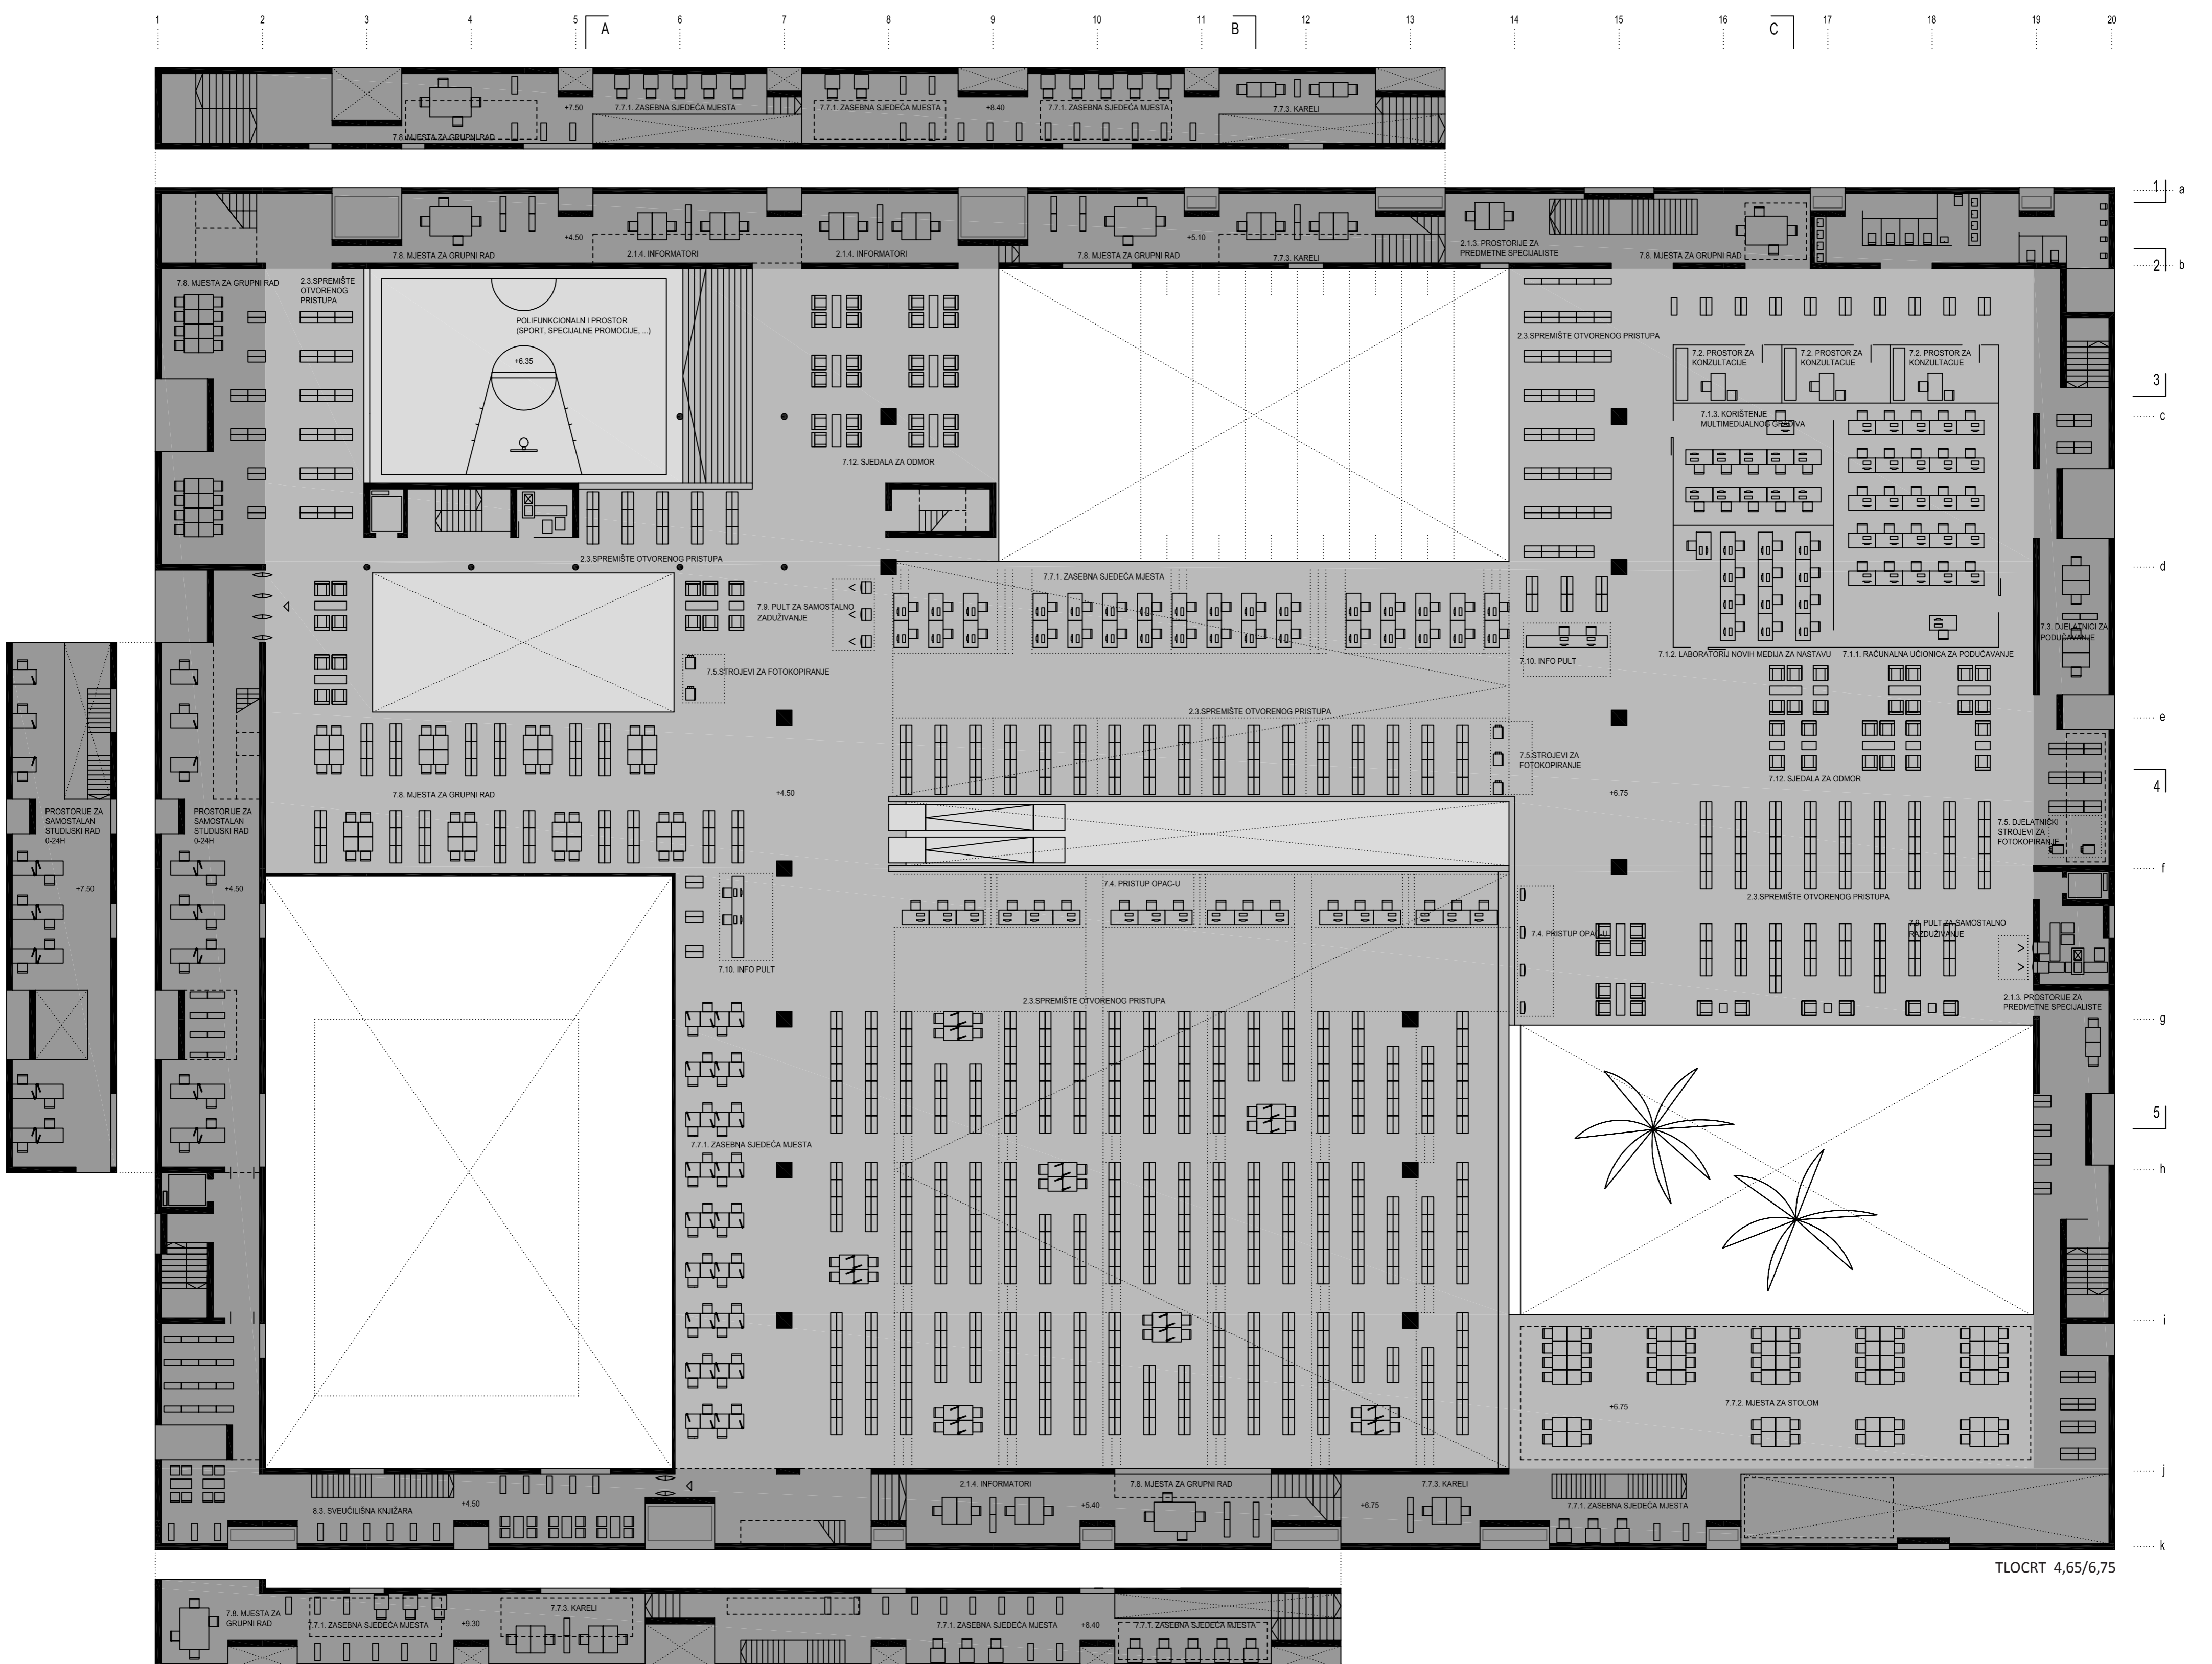 1 2 3 4 5 A 6 7 8 9 10 11 B 12 13 14 15 16 C 17 18 19 20
+7.50
7.7.1. ZASEBNA SJEDEĆA MJESTA
7.7.1. ZASEBNA SJEDEĆA MJESTA
+8.40
7.7.1. ZASEBNA SJEDEĆA MJESTA
7.7.3. KARELI
7.8. MJESTA ZA GRUPNI RAD
1 a
+4.50
+5.10
7.8. MJESTA ZA GRUPNI RAD
2.1.4. INFORMATORI
2.1.4. INFORMATORI
7.8. MJESTA ZA GRUPNI RAD
7.7.3. KARELI
2.1.3. PROSTORIJE ZA
PREDMETNE SPECIJALISTE
7.8. MJESTA ZA GRUPNI RAD
2 b
7.8. MJESTA ZA GRUPNI RAD
2.3.SPREMIŠTE
OTVORENOG
PRISTUPA
POLIFUNKCIONALN I PROSTOR
(SPORT, SPECIJALNE PROMOCIJE, ...)
+6.35
2.3.SPREMIŠTE OTVORENOG PRISTUPA
7.2. PROSTOR ZA
KONZULTACIJE
7.2. PROSTOR ZA
KONZULTACIJE
7.2. PROSTOR ZA
KONZULTACIJE
3
c
7.1.3. KORIŠTENJE
MULTIMEDIJALNOG GRADIVA
7.12. SJEDALA ZA ODMOR
2.3.SPREMIŠTE OTVORENOG PRISTUPA
d
7.7.1. ZASEBNA SJEDEĆA MJESTA
7.9. PULT ZA SAMOSTALNO
ZADUŽIVANJE
7.3. DJELATNICI ZA
PODUČAVANJE
7.10. INFO PULT
7.1.2. LABORATORIJ NOVIH MEDIJA ZA NASTAVU
7.1.1. RAČUNALNA UČIONICA ZA PODUČAVANJE
7.5.STROJEVI ZA FOTOKOPIRANJE
2.3.SPREMIŠTE OTVORENOG PRISTUPA
e
7.5.STROJEVI ZA
FOTOKOPIRANJE
7.12. SJEDALA ZA ODMOR
4
7.8. MJESTA ZA GRUPNI RAD
+4.50
+6.75
PROSTORIJE ZA
SAMOSTALAN
STUDIJSKI RAD
0-24H
PROSTORIJE ZA
SAMOSTALAN
STUDIJSKI RAD
0-24H
7.5. DJELATNIČKI
STROJEVI ZA
FOTOKOPIRANJE
f
+7.50
+4.50
7.4. PRISTUP OPAC-U
2.3.SPREMIŠTE OTVORENOG PRISTUPA
7.4. PRISTUP OPAC-U
7.9. PULT ZA SAMOSTALNO
RAZDUŽIVANJE
7.10. INFO PULT
2.3.SPREMIŠTE OTVORENOG PRISTUPA
2.1.3. PROSTORIJE ZA
PREDMETNE SPECIJALISTE
g
5
7.7.1. ZASEBNA SJEDEĆA MJESTA
h
i
+6.75
7.7.2. MJESTA ZA STOLOM
j
2.1.4. INFORMATORI
7.8. MJESTA ZA GRUPNI RAD
7.7.3. KARELI
8.3. SVEUČILIŠNA KNJIŽARA
+4.50
+5.40
+6.75
7.7.1. ZASEBNA SJEDEĆA MJESTA
k
TLOCRT 4,65/6,75
7.8. MJESTA ZA
GRUPNI RAD
7.7.1. ZASEBNA SJEDEĆA MJESTA
+9.30
7.7.3. KARELI
7.7.1. ZASEBNA SJEDEĆA MJESTA
+8.40
7.7.1. ZASEBNA SJEDEĆA MJESTA